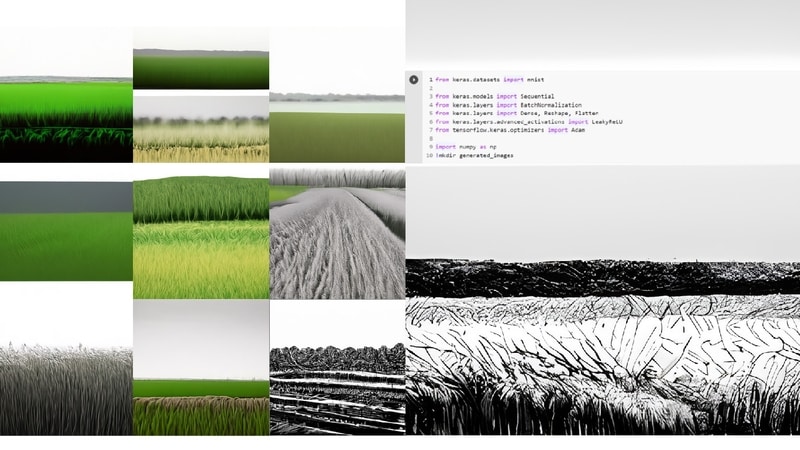 1 from keras.datasets import mnist
2
3 from keras.models import Sequential
4 from keras.layers import BatchNormalization
5 from keras.layers import Dense, Reshape, Flatten
6 from keras.layers.advanced_activations import LeakyReLU
7 from tensorflow.keras.optimizers import Adam
8
9 import numpy as np
10 !mkdir generated_images